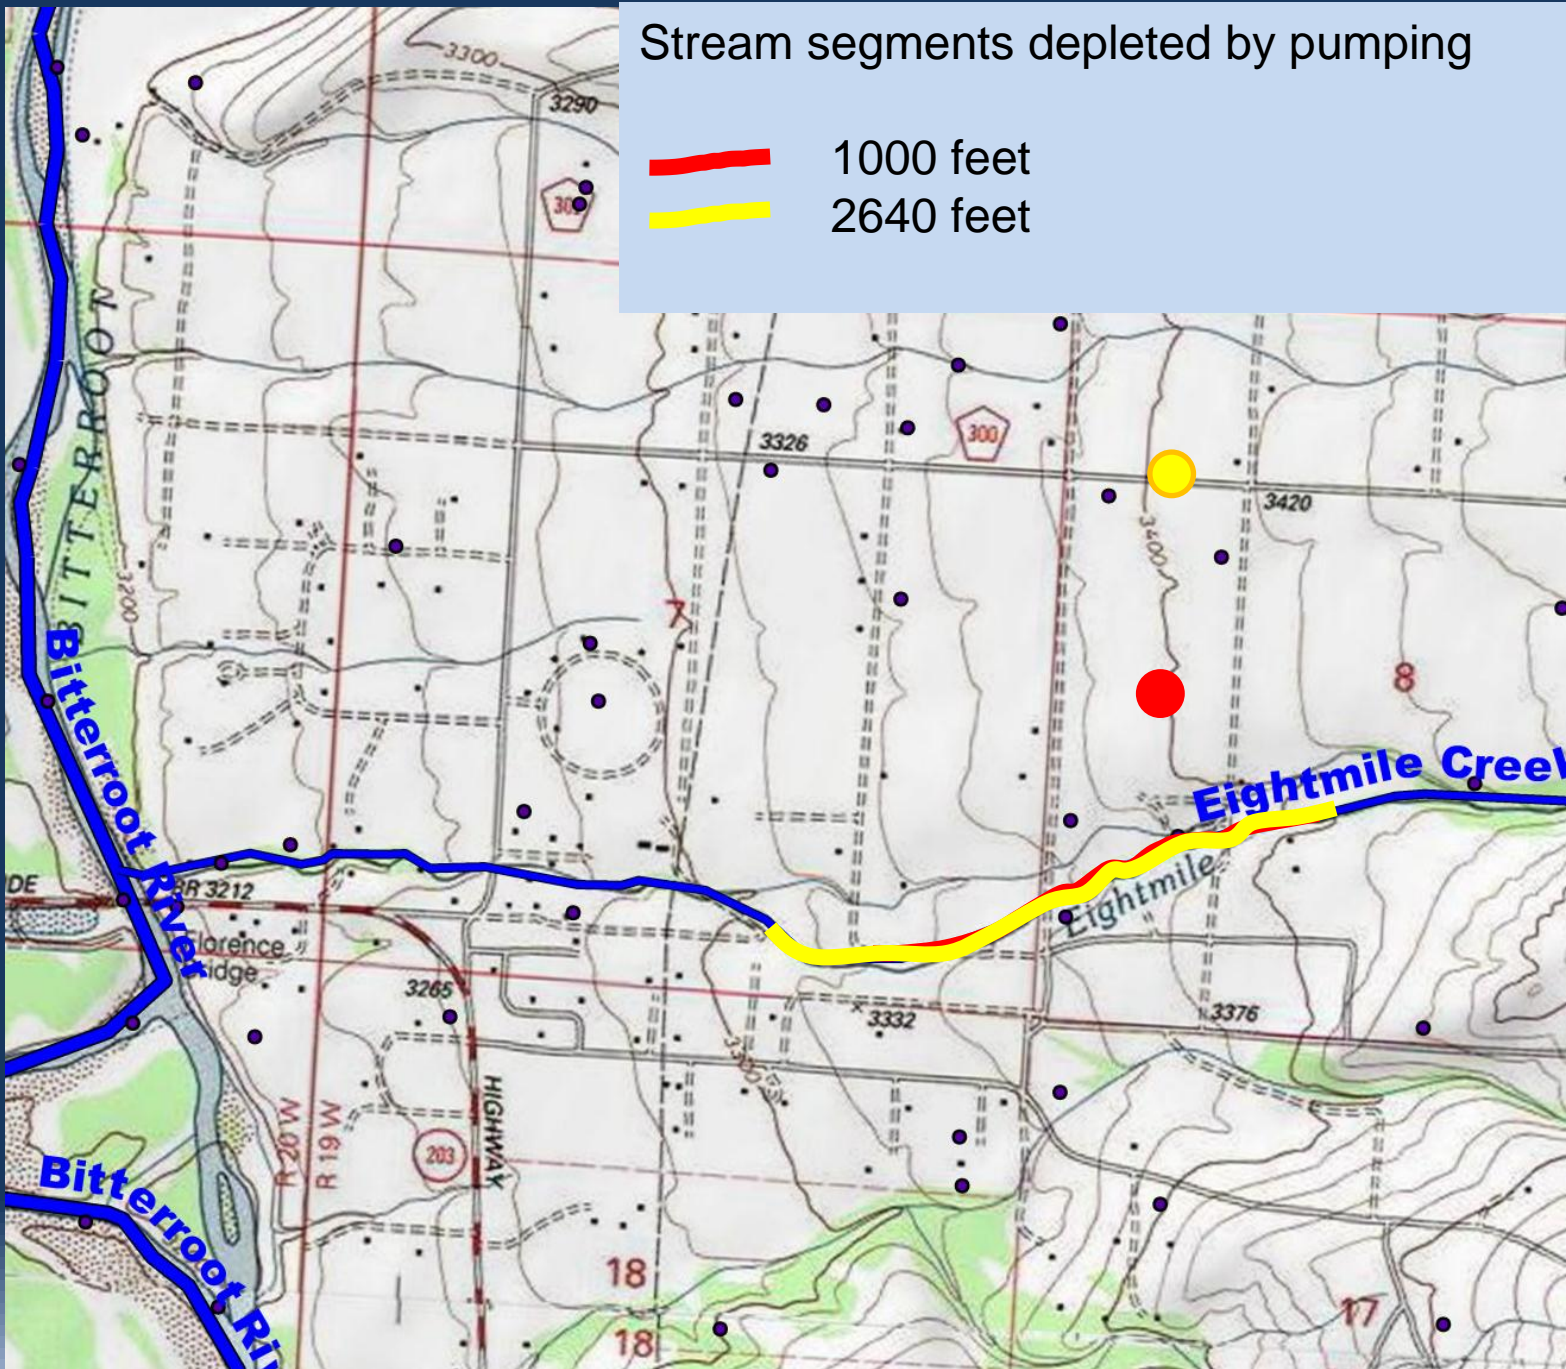 Stream segments depleted by pumping
1000 feet
2640 feet
3300
3290
300
3326
3420
3400
BITTERROOT
3200
7
8
Bitterroot River
Eightmile Creek
Eightmile
BR 3212
Florence
3265
3332
3376
3300
HIGHWAY
R 20 W
R 19 W
203
Bitterroot
18
18
17